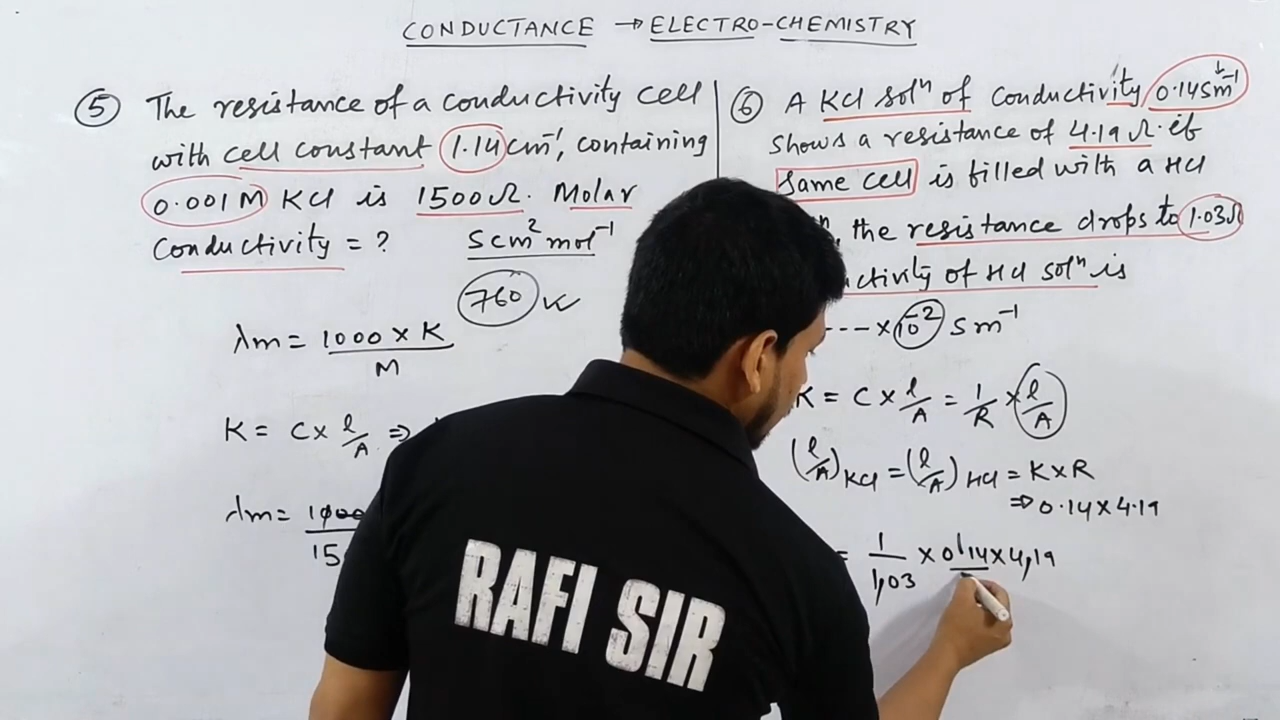 CONDUCTANCE → ELECTRO-CHEMISTRY
⑤ The resistance of a conductivity cell
with cell constant 1.14 cm⁻¹, containing
0.001 M KCl is 1500 Ω. Molar
Conductivity = ? S cm² mol⁻¹
760 ✓
λm = 1000 × K / M
K = C × l/A ⇒
λm = 1000
15
⑥ A KCl solⁿ of conductivity 0.14 S m⁻¹
shows a resistance of 4.19 Ω. if
same cell is filled with a HCl
, the resistance drops to 1.03 Ω
ctivity of HCl solⁿ is
---- × 10⁻² S m⁻¹
K = C × l/A = 1/R × l/A
(l/A) KCl = (l/A) HCl = K × R
⇒ 0.14 × 4.19
= 1/1.03 × 0.14 × 4.19
RAFI SIR